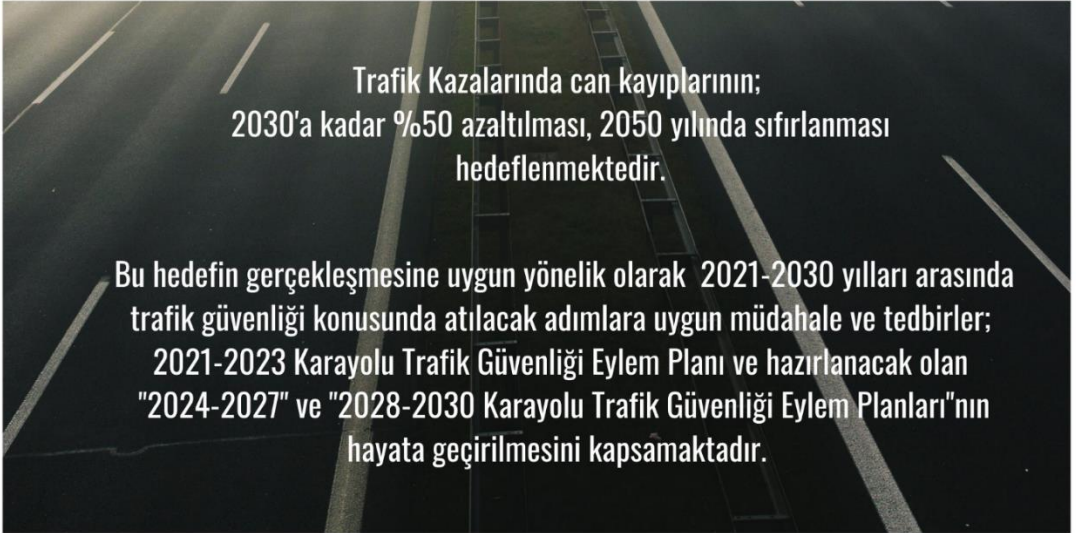 Trafik Kazalarında can kayıplarının;
2030'a kadar %50 azaltılması, 2050 yılında sıfırlanması
hedeflenmektedir.
Bu hedefin gerçekleşmesine uygun yönelik olarak 2021-2030 yılları arasında
trafik güvenliği konusunda atılacak adımlara uygun müdahale ve tedbirler;
2021-2023 Karayolu Trafik Güvenliği Eylem Planı ve hazırlanacak olan
"2024-2027" ve "2028-2030 Karayolu Trafik Güvenliği Eylem Planları"nın
hayata geçirilmesini kapsamaktadır.